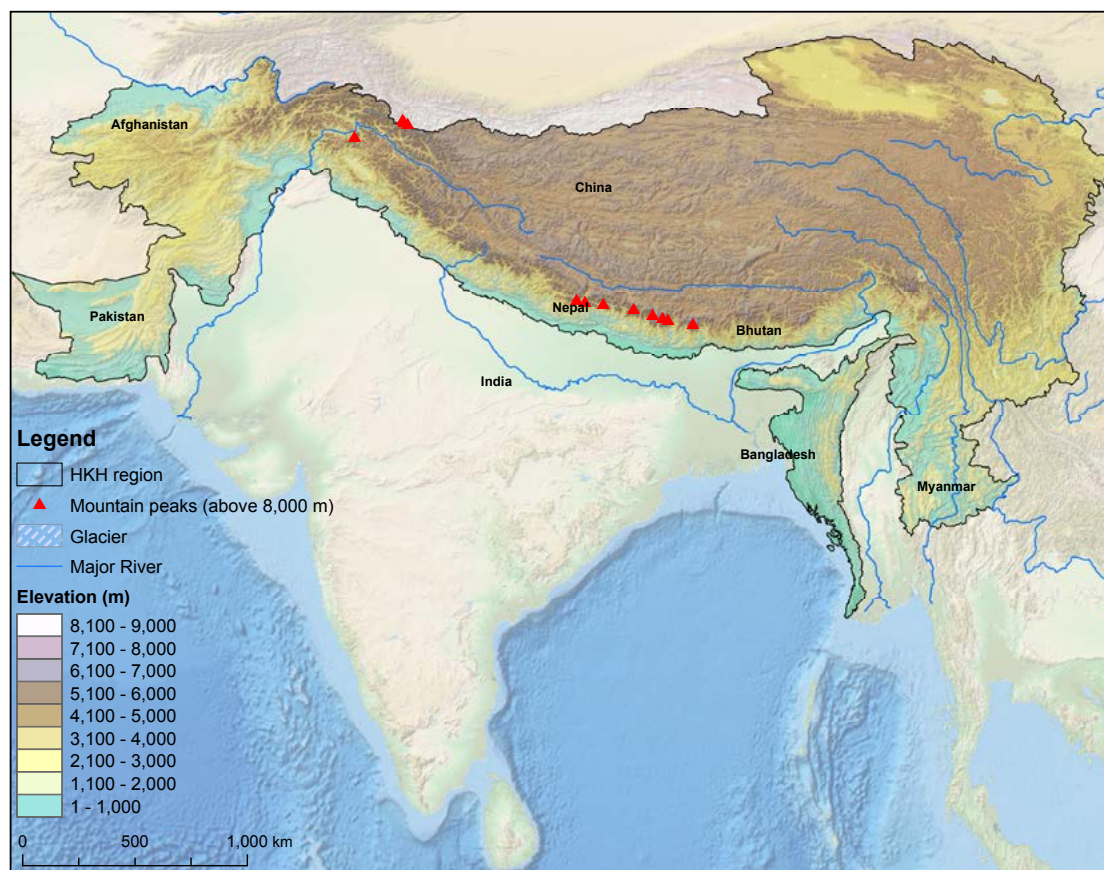 Afghanistan
China
Pakistan
Nepal
Bhutan
India
Bangladesh
Myanmar
Legend
HKH region
Mountain peaks (above 8,000 m)
Glacier
Major River
Elevation (m)
8,100 - 9,000
7,100 - 8,000
6,100 - 7,000
5,100 - 6,000
4,100 - 5,000
3,100 - 4,000
2,100 - 3,000
1,100 - 2,000
1 - 1,000
0 500 1,000 km